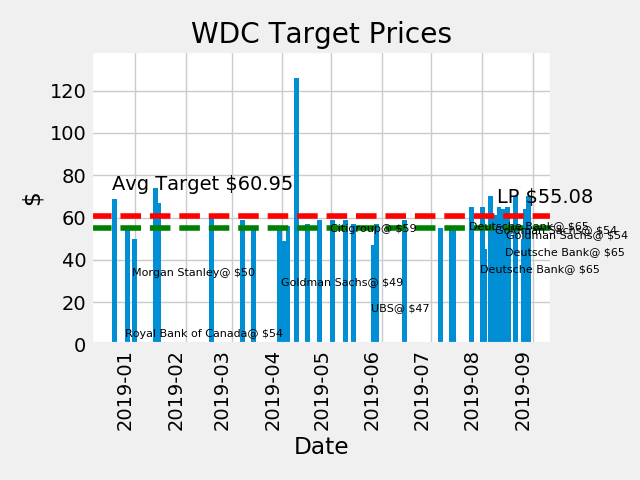 WDC Target Prices
120
100
80
60
40
20
0
$
Avg Target $60.95
LP $55.08
Citigroup@ $59
Deutsche Bank@ $65
Goldman Sachs@ $54
Goldman Sachs@ $54
Deutsche Bank@ $65
Morgan Stanley@ $50
Deutsche Bank@ $65
Goldman Sachs@ $49
UBS@ $47
Royal Bank of Canada@ $54
2019-01
2019-02
2019-03
2019-04
2019-05
2019-06
2019-07
2019-08
2019-09
Date